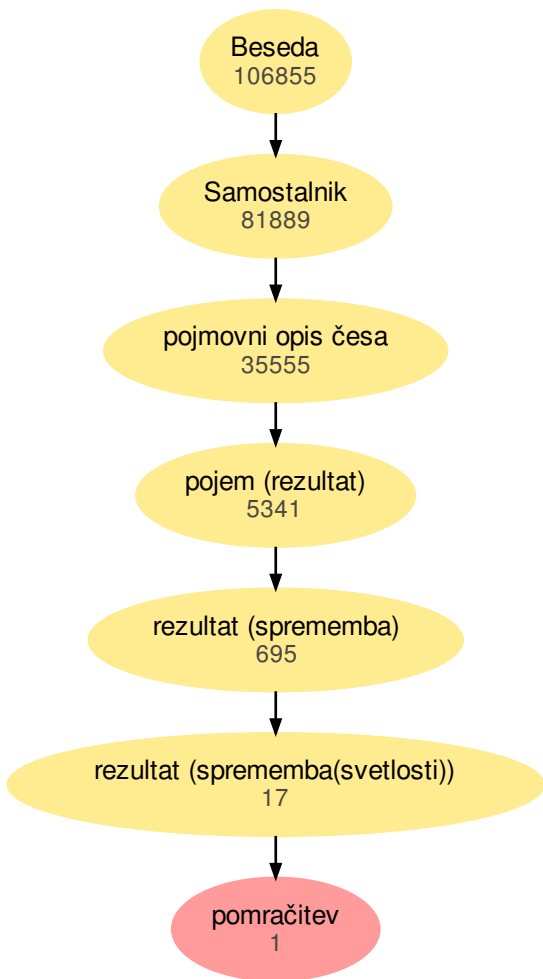 Beseda
106855
Samostalnik
81889
pojmovni opis česa
35555
pojem (rezultat)
5341
rezultat (sprememba)
695
rezultat (sprememba(svetlosti))
17
pomračitev
1